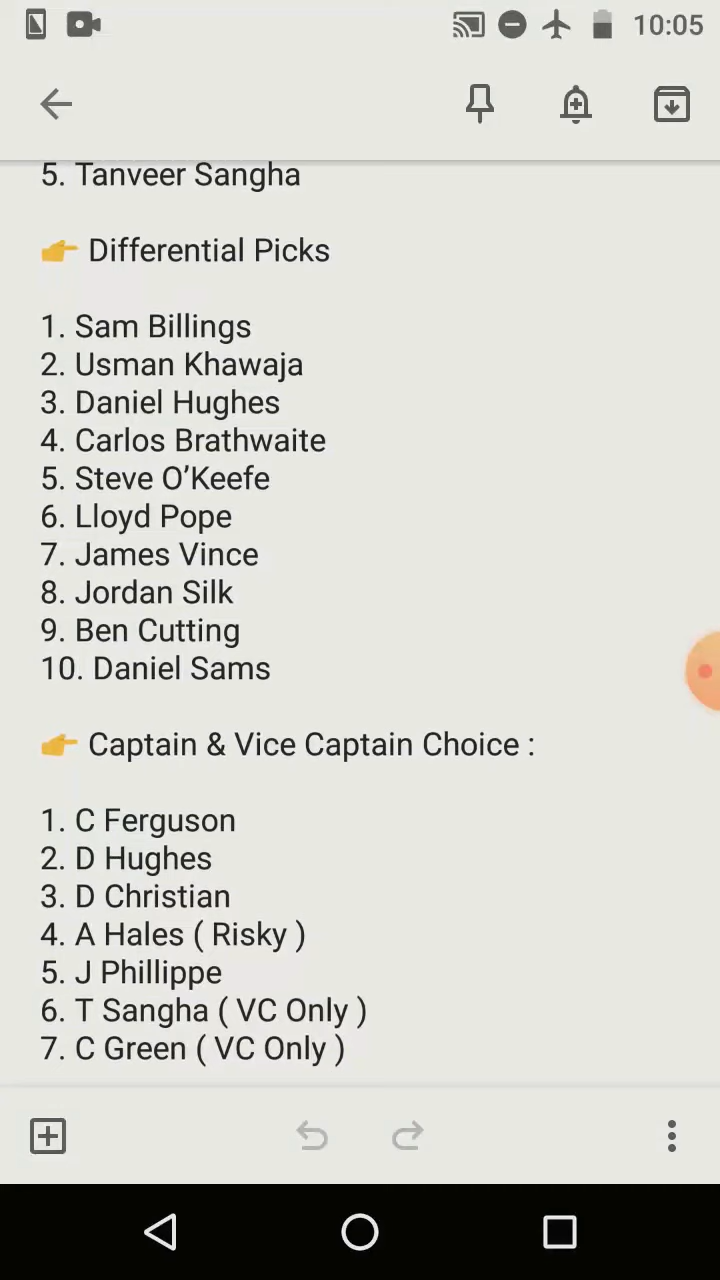 10:05
5. Tanveer Sangha
👉 Differential Picks
1. Sam Billings
2. Usman Khawaja
3. Daniel Hughes
4. Carlos Brathwaite
5. Steve O’Keefe
6. Lloyd Pope
7. James Vince
8. Jordan Silk
9. Ben Cutting
10. Daniel Sams
👉 Captain & Vice Captain Choice :
1. C Ferguson
2. D Hughes
3. D Christian
4. A Hales ( Risky )
5. J Phillippe
6. T Sangha ( VC Only )
7. C Green ( VC Only )